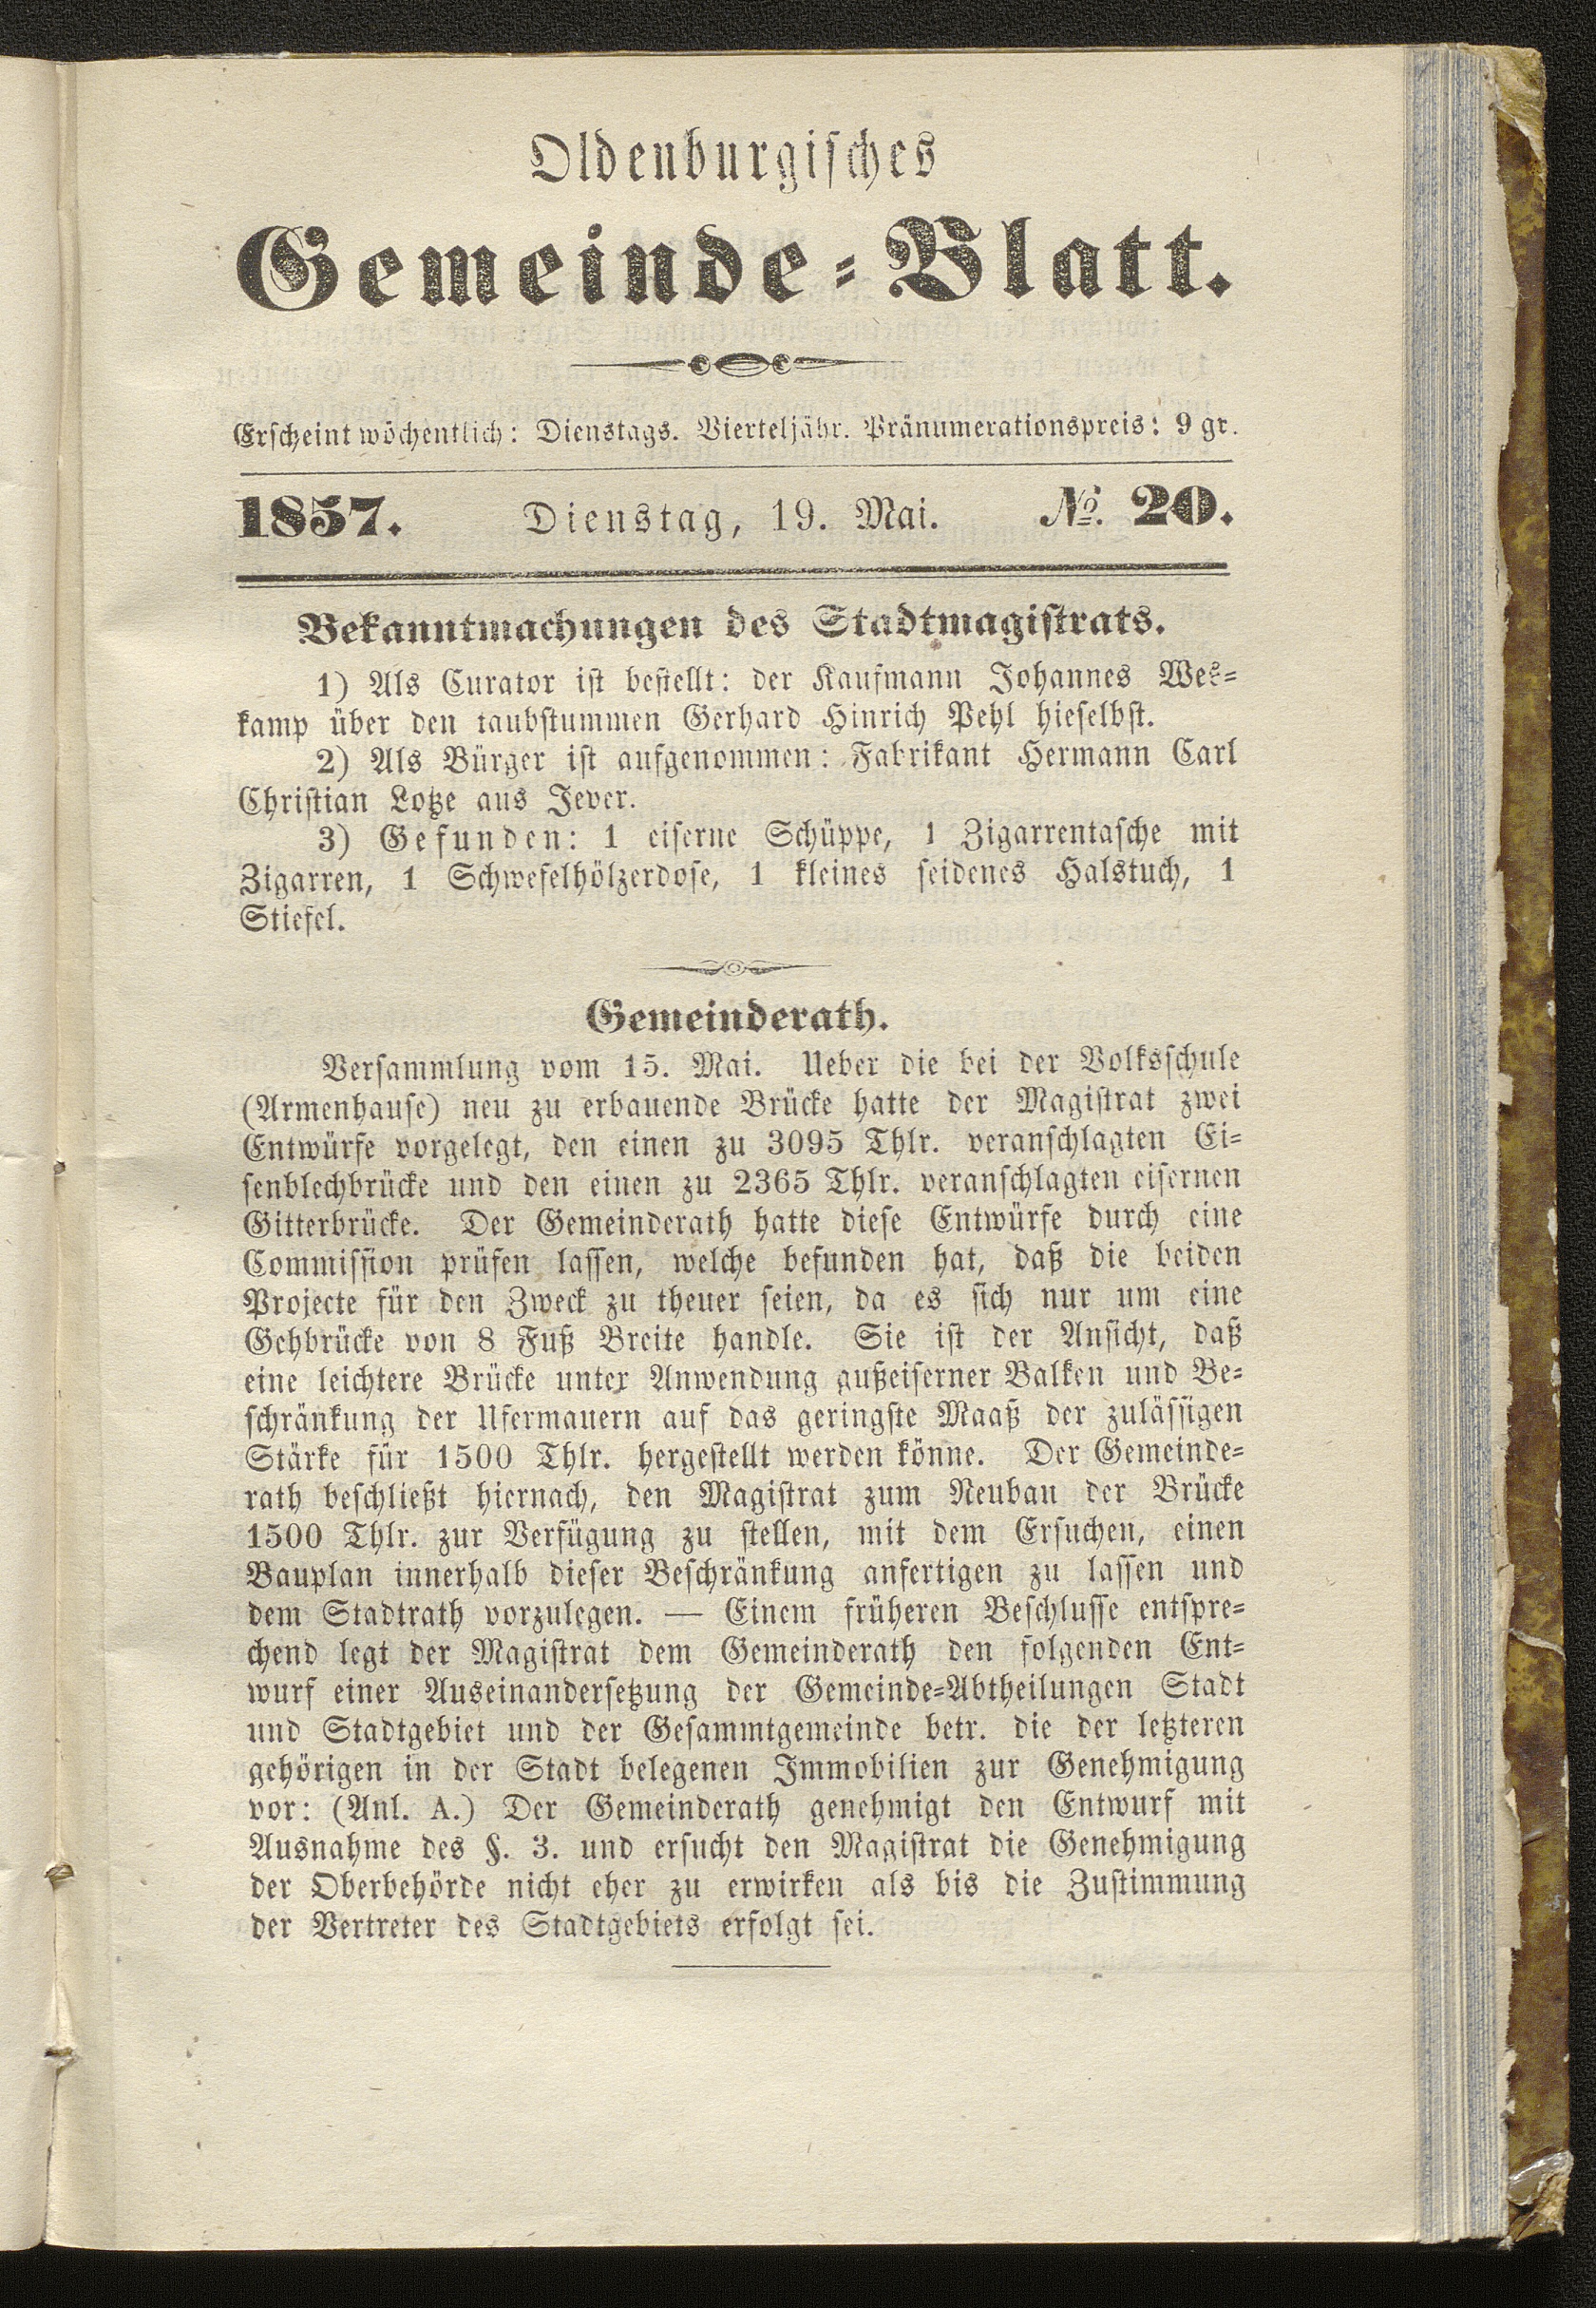 Oldenburgisches
Gemeinde-Blatt.
Erscheint wöchentlich: Dienstags. Vierteljähr. Pränumerationspreis: 9 gr.
1857. Dienstag, 19. Mai. No. 20.
Bekanntmachungen des Stadtmagistrats.
1) Als Curator ist bestellt: der Kaufmann Johannes Wes-
kamp über den taubstummen Gerhard Hinrich Pehl hieselbst.
2) Als Bürger ist aufgenommen: Fabrikant Hermann Carl
Christian Lotze aus Jever.
3) Gefunden: 1 eiserne Schüppe, 1 Zigarrentasche mit
Zigarren, 1 Schwefelhölzerdose, 1 kleines seidenes Halstuch, 1
Stiefel.
Gemeinderath.
Versammlung vom 15. Mai. Ueber die bei der Volksschule
(Armenhause) neu zu erbauende Brücke hatte der Magistrat zwei
Entwürfe vorgelegt, den einen zu 3095 Thlr. veranschlagten Ei-
senblechbrücke und den einen zu 2365 Thlr. veranschlagten eisernen
Gitterbrücke. Der Gemeinderath hatte diese Entwürfe durch eine
Commission prüfen lassen, welche befunden hat, daß die beiden
Projecte für den Zweck zu theuer seien, da es sich nur um eine
Gehbrücke von 8 Fuß Breite handle. Sie ist der Ansicht, daß
eine leichtere Brücke unter Anwendung gußeiserner Balken und Be-
schränkung der Ufermauern auf das geringste Maaß der zulässigen
Stärke für 1500 Thlr. hergestellt werden könne. Der Gemeinde-
rath beschließt hiernach, den Magistrat zum Neubau der Brücke
1500 Thlr. zur Verfügung zu stellen, mit dem Ersuchen, einen
Bauplan innerhalb dieser Beschränkung anfertigen zu lassen und
dem Stadtrath vorzulegen. — Einem früheren Beschlusse entspre-
chend legt der Magistrat dem Gemeinderath den folgenden Ent-
wurf einer Auseinandersetzung der Gemeinde-Abtheilungen Stadt
und Stadtgebiet und der Gesammtgemeinde betr. die der letzteren
gehörigen in der Stadt belegenen Immobilien zur Genehmigung
vor: (Anl. A.) Der Gemeinderath genehmigt den Entwurf mit
Ausnahme des §. 3. und ersucht den Magistrat die Genehmigung
der Oberbehörde nicht eher zu erwirken als bis die Zustimmung
der Vertreter des Stadtgebiets erfolgt sei.